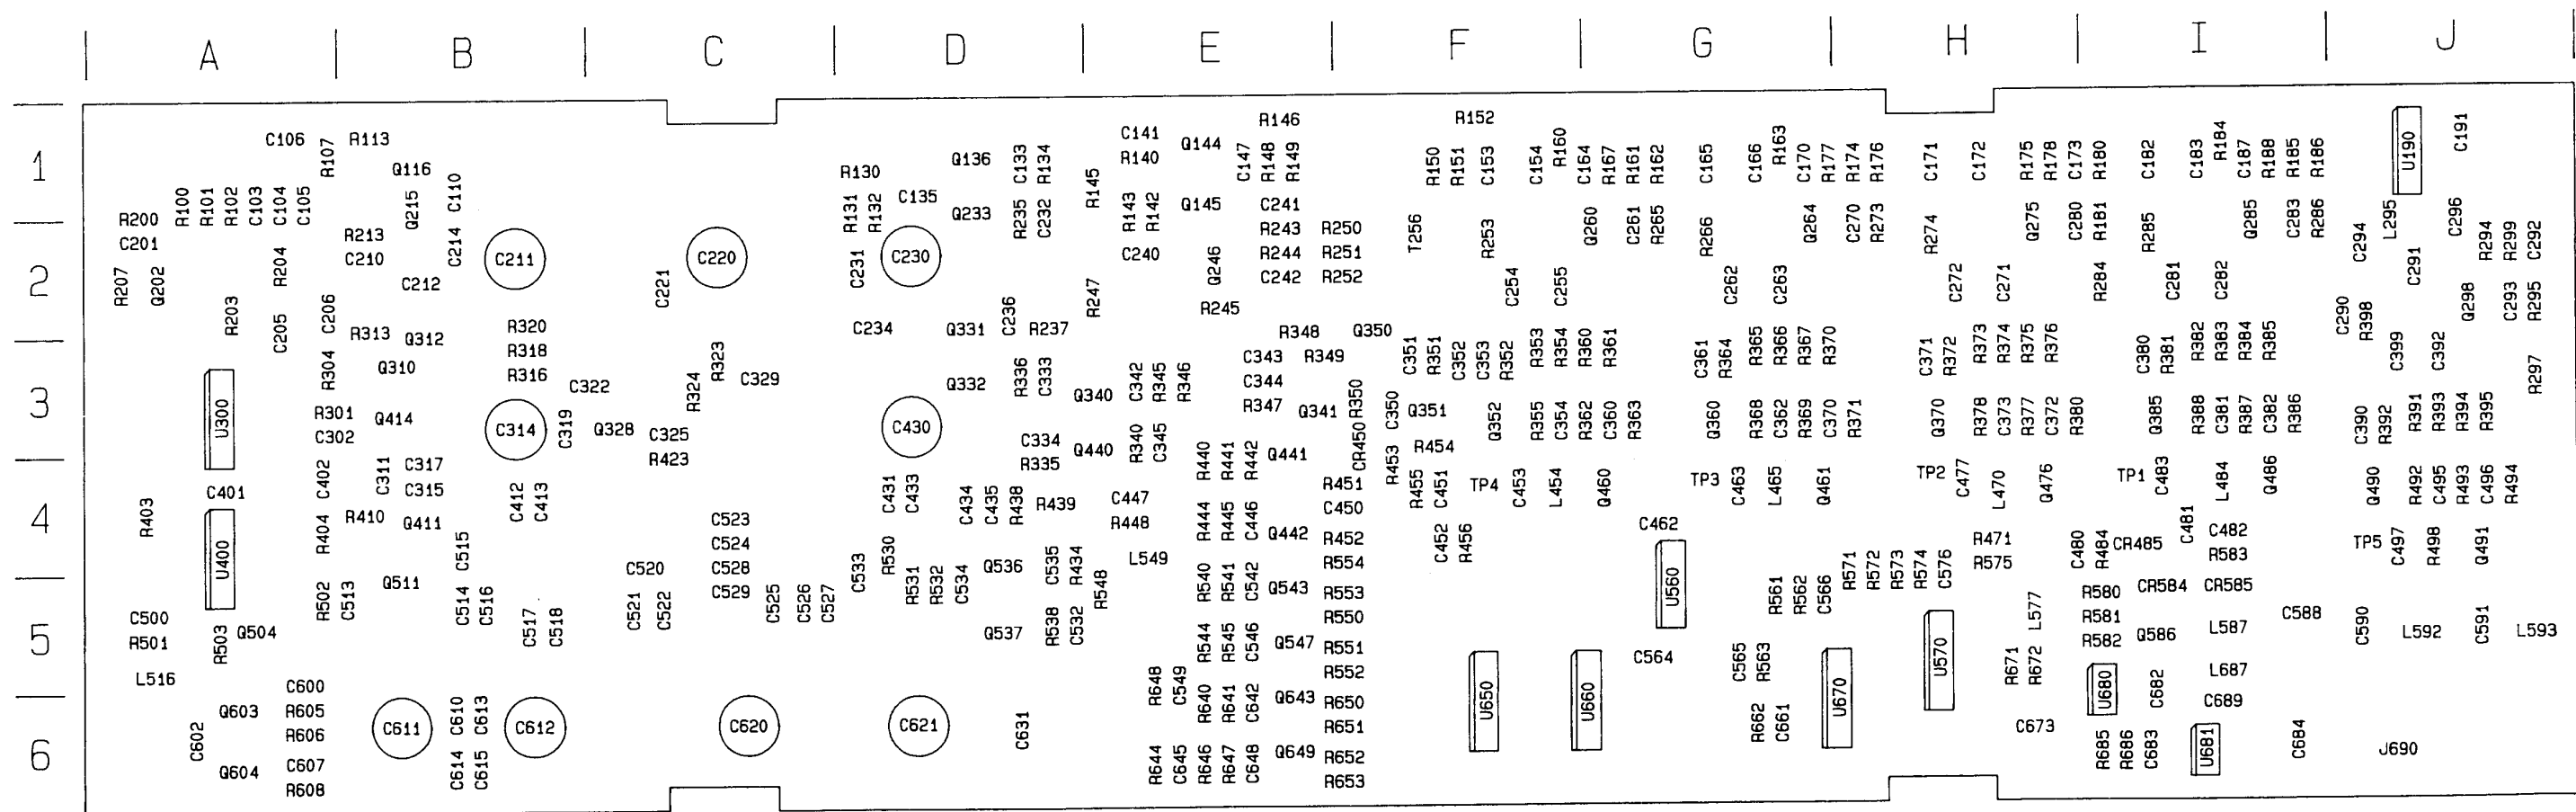 A B C D E F G H I J
1
C106 R107 R113 Q116 C110 R130 C135 Q136 C133 R134 R145 C141 R140 Q144 C147 R148 R149 R146 R143 R142 Q145 C241 R150 R151 R152 C153 C154 R160 C164 R167 R161 R162 C165 C166 R163 C170 R177 R174 R176 C171 C172 R175 R178 C173 R180 C182 C183 R184 C187 R188 R185 R186 U190 C191
R100 R101 R102 C103 C104 C105 Q215 R131 R132 Q233 R235 C232
2
R200 C201 R207 Q202 R203 R204 C205 C206 R213 C210 C214 C212 C211 C221 C220 C231 C230 C234 C236 R237 Q331 R247 C240 Q246 R245 R243 R244 C242 R250 R251 R252 T256 R253 C254 C255 Q260 C261 R265 R266 C262 C263 Q264 C270 R273 R274 C272 C271 Q275 C280 R181 R285 R284 C281 C282 Q285 C283 R286 C294 L295 C291 C296 R294 R299 C292 Q298 C293 R295 C290 R398
R313 Q312 R320 R348 Q350
3
R304 U300 R301 C302 Q310 Q414 R318 R316 C314 C319 C322 Q328 R323 R324 C329 C325 R423 Q332 R336 C333 C430 C334 R335 Q340 Q440 C342 R345 R346 R340 C345 C343 C344 R347 R349 Q341 R350 C350 CR450 C351 R351 C352 C353 R352 R353 R354 R360 R361 Q351 Q352 R454 R355 C354 R362 C360 R363 C361 R364 R365 R366 R367 R370 Q360 R368 C362 R369 C370 R371 C371 R372 R373 R374 R375 R376 Q370 R378 C373 R377 C372 R380 C380 R381 R382 R383 R384 R385 Q385 R388 C381 R387 C382 R386 C399 C392 R297 C390 R392 R391 R393 R394 R395
R440 R441 R442 Q441 R453
4
C401 R403 U400 C402 R404 C311 C317 C315 R410 Q411 C412 C413 C515 C523 C524 C528 C529 C520 C431 C433 C434 C435 R438 R439 C533 R530 Q536 C535 R434 C447 R448 L549 R444 R445 C446 Q442 R451 C450 R452 R554 R455 C451 C452 R456 TP4 C453 L454 Q460 TP3 C463 L465 Q461 C462 TP2 C477 L470 Q476 R471 R575 TP1 C483 L484 Q486 C481 C482 R583 CR485 C480 R484 Q490 R492 C495 R493 C496 R494 TP5 C497 R498 Q491
5
C500 R501 R503 Q504 L516 R502 C513 Q511 C514 C516 C517 C518 C521 C522 C525 C526 C527 R531 R532 C534 Q537 R538 C532 R548 R540 R541 C542 Q543 R544 R545 C546 Q547 R553 R550 R551 R552 R648 C549 U560 C564 C565 R563 R561 R562 C566 R571 R572 R573 R574 C576 U570 L577 R671 R672 R580 R581 R582 CR584 CR585 Q586 L587 C588 L687 C590 L592 C591 L593
6
C600 R605 R606 C607 R608 Q603 C602 Q604 C611 C610 C613 C612 C614 C615 C620 C621 C631 R640 R641 C642 Q643 R644 C645 R646 R647 C648 Q649 R650 R651 R652 R653 U650 U660 R662 C661 U670 C673 U680 C682 C689 R685 R686 C683 U681 C684 J690